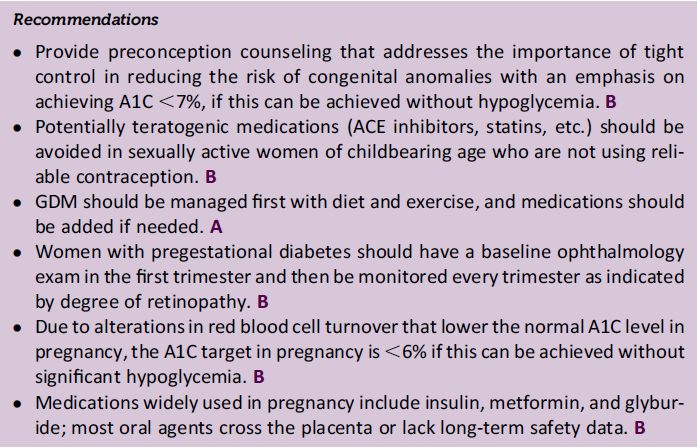 Recommendations
• Provide preconception counseling that addresses the importance of tight
control in reducing the risk of congenital anomalies with an emphasis on
achieving A1C <7%, if this can be achieved without hypoglycemia. B
• Potentially teratogenic medications (ACE inhibitors, statins, etc.) should be
avoided in sexually active women of childbearing age who are not using reli-
able contraception. B
• GDM should be managed first with diet and exercise, and medications should
be added if needed. A
• Women with pregestational diabetes should have a baseline ophthalmology
exam in the first trimester and then be monitored every trimester as indicated
by degree of retinopathy. B
• Due to alterations in red blood cell turnover that lower the normal A1C level in
pregnancy, the A1C target in pregnancy is <6% if this can be achieved without
significant hypoglycemia. B
• Medications widely used in pregnancy include insulin, metformin, and glybur-
ide; most oral agents cross the placenta or lack long-term safety data. B